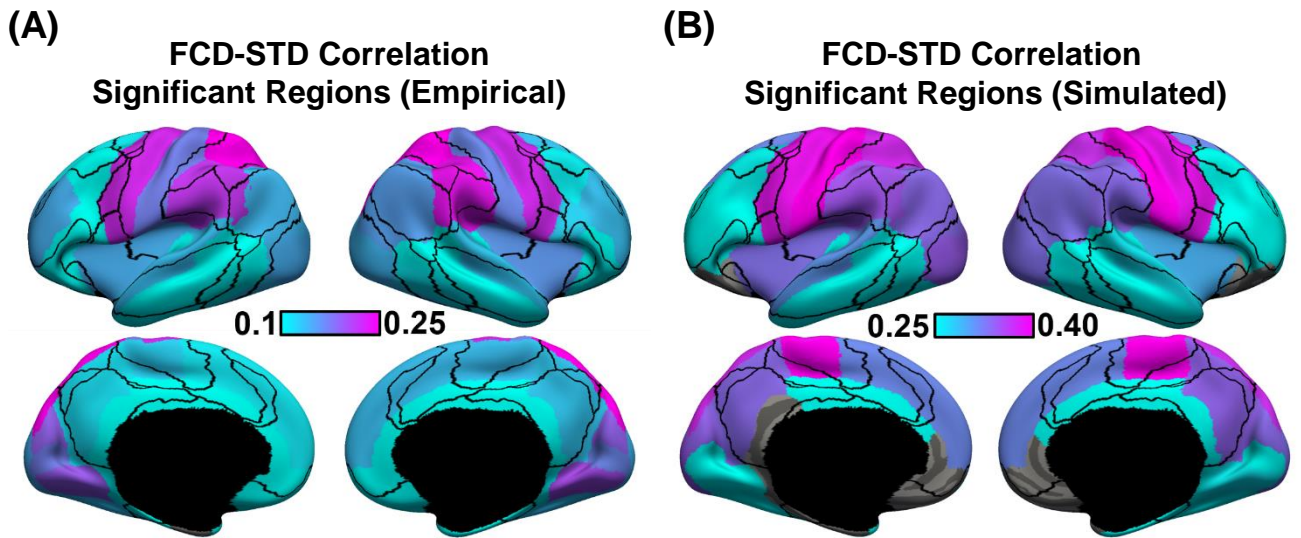 (A)
FCD-STD Correlation
Significant Regions (Empirical)
0.1 0.25
(B)
FCD-STD Correlation
Significant Regions (Simulated)
0.25 0.40